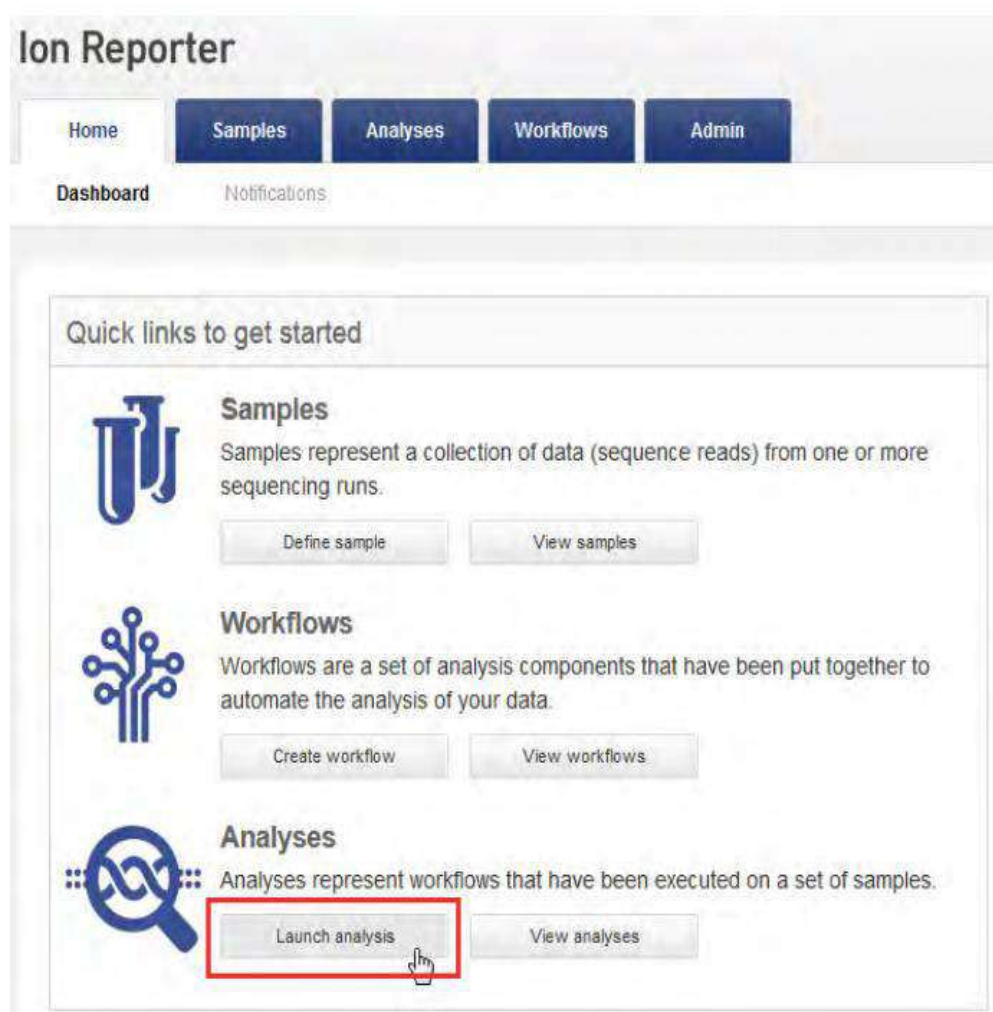 Ion Reporter
Home Samples Analyses Workflows Admin
Dashboard Notifications
Quick links to get started
Samples
Samples represent a collection of data (sequence reads) from one or more
sequencing runs.
Define sample View samples
Workflows
Workflows are a set of analysis components that have been put together to
automate the analysis of your data.
Create workflow View workflows
Analyses
Analyses represent workflows that have been executed on a set of samples.
Launch analysis View analyses